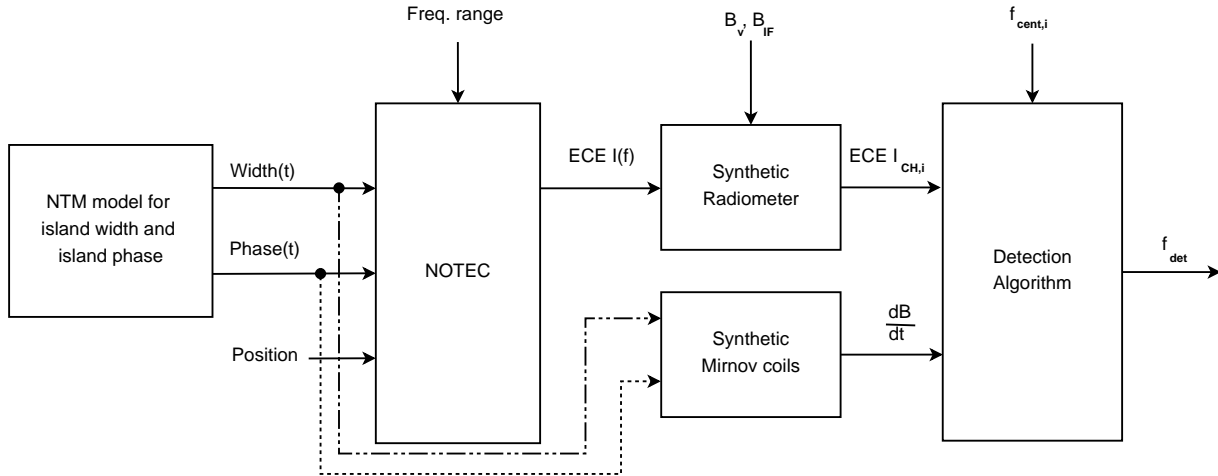 Freq. range
B_v, B_IF
f_cent,i
NTM model for
island width and
island phase
Width(t)
Phase(t)
Position
NOTEC
ECE I(f)
Synthetic
Radiometer
ECE I_CH,i
Synthetic
Mirnov coils
dB
dt
Detection
Algorithm
f_det